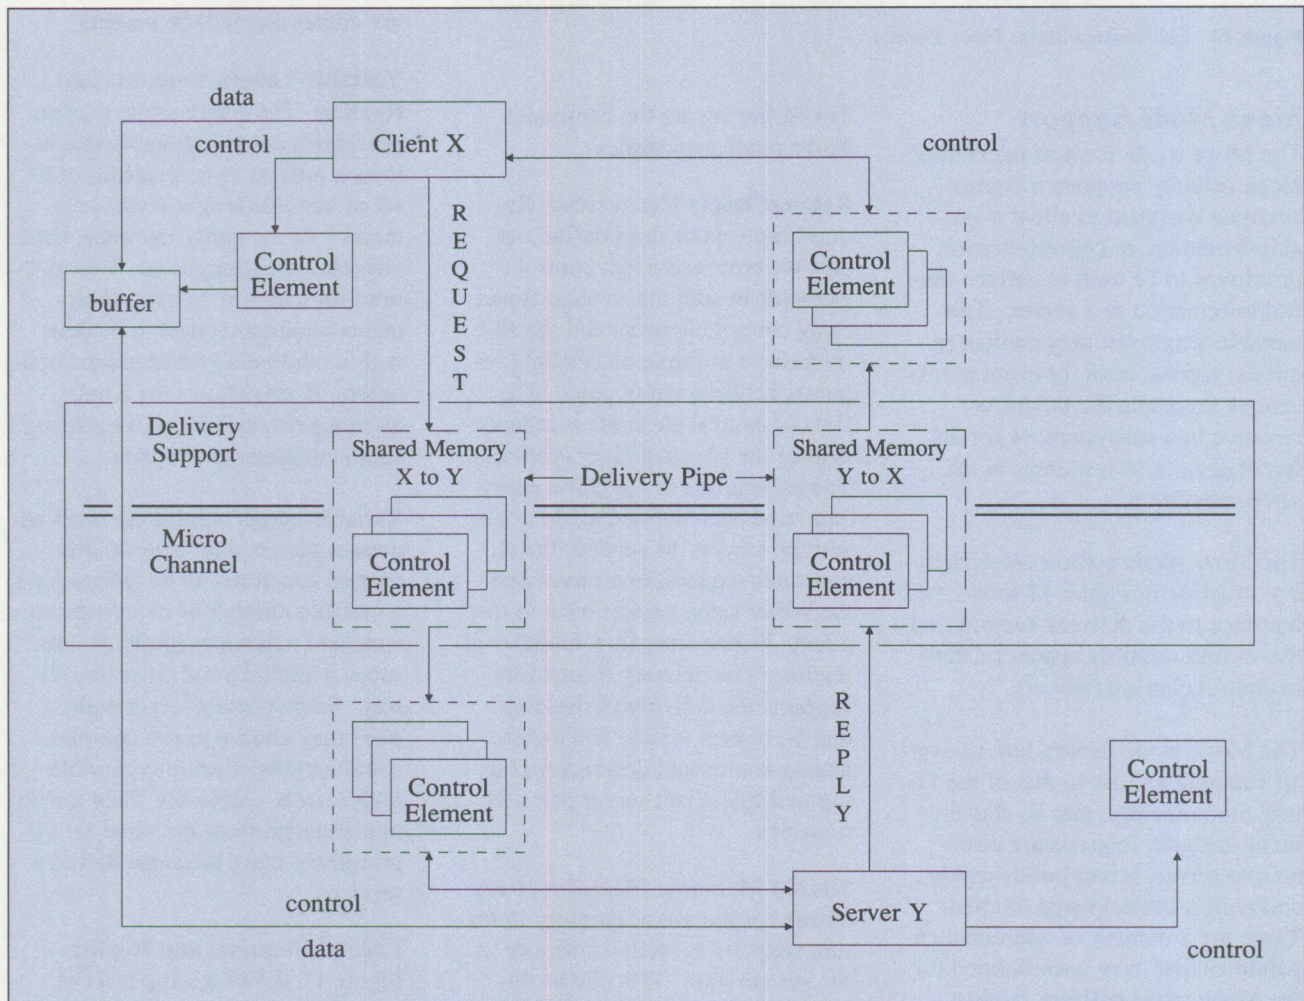 data
control
Client X
control
R
E
Q
U
E
S
T
Control
Element
Control
Element
buffer
Delivery
Support
Shared Memory
X to Y
Delivery Pipe
Shared Memory
Y to X
Micro
Channel
Control
Element
Control
Element
R
E
P
L
Y
Control
Element
Control
Element
control
Server Y
data
control